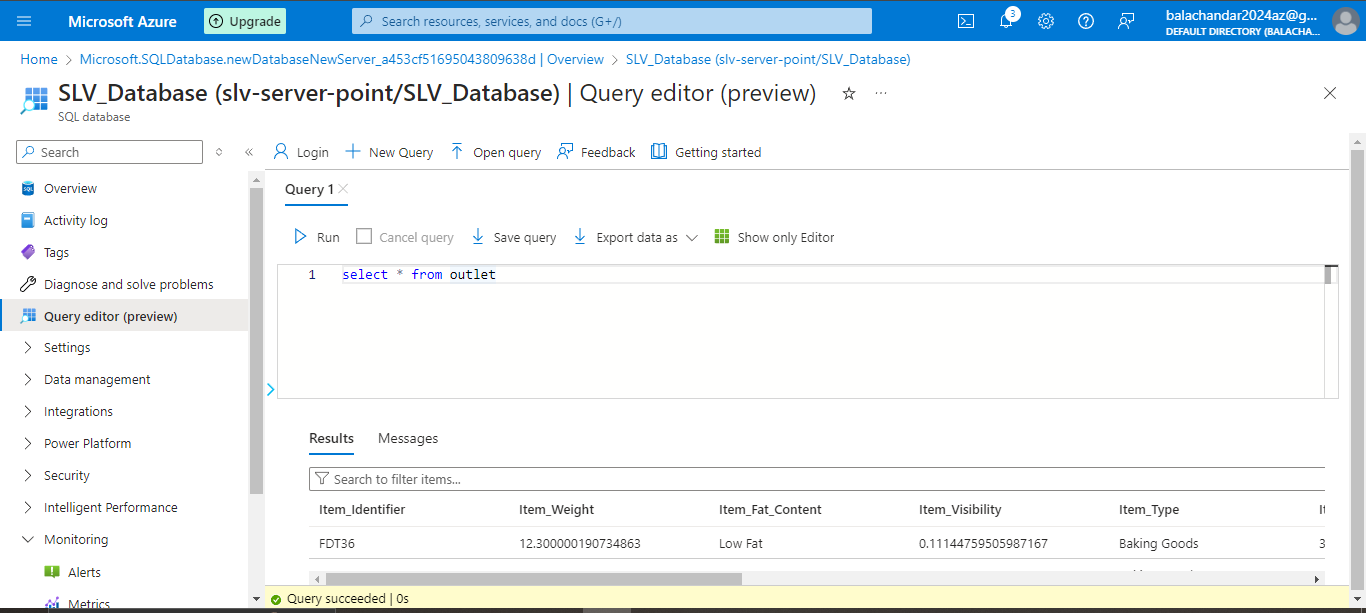 Microsoft Azure
Upgrade
Search resources, services, and docs (G+/)
3
balachandar2024az@g...
DEFAULT DIRECTORY (BALACHA...
Home > Microsoft.SQLDatabase.newDatabaseNewServer_a453cf51695043809638d | Overview > SLV_Database (slv-server-point/SLV_Database)
SLV_Database (slv-server-point/SLV_Database) | Query editor (preview)
SQL database
Search
Login
New Query
Open query
Feedback
Getting started
Overview
Activity log
Tags
Diagnose and solve problems
Query editor (preview)
Settings
Data management
Integrations
Power Platform
Security
Intelligent Performance
Monitoring
Alerts
Metrics
Query 1
Run
Cancel query
Save query
Export data as
Show only Editor
1 select * from outlet
Results
Messages
Search to filter items...
Item_Identifier Item_Weight Item_Fat_Content Item_Visibility Item_Type It
FDT36 12.300000190734863 Low Fat 0.11144759505987167 Baking Goods 3
Query succeeded | 0s